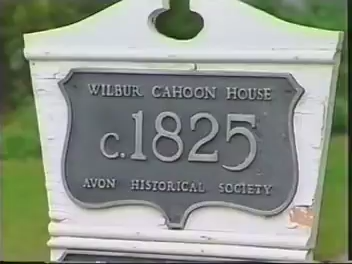 WILBUR CAHOON HOUSE
c.1825
AVON HISTORICAL SOCIETY